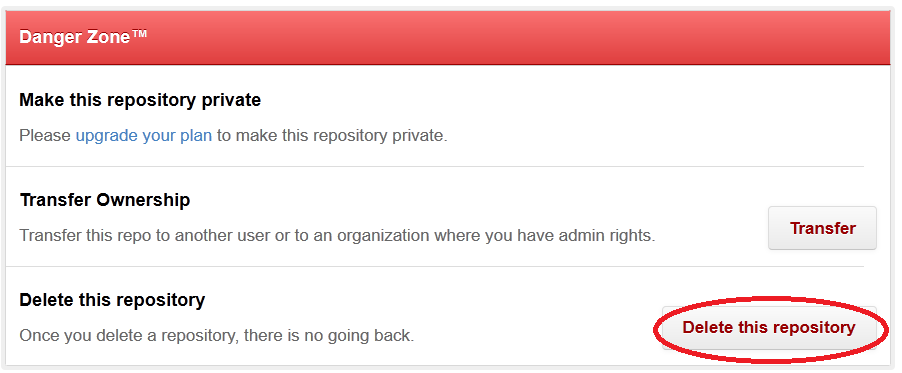 Danger Zone™
Make this repository private
Please upgrade your plan to make this repository private.
Transfer Ownership
Transfer this repo to another user or to an organization where you have admin rights.
Transfer
Delete this repository
Once you delete a repository, there is no going back.
Delete this repository